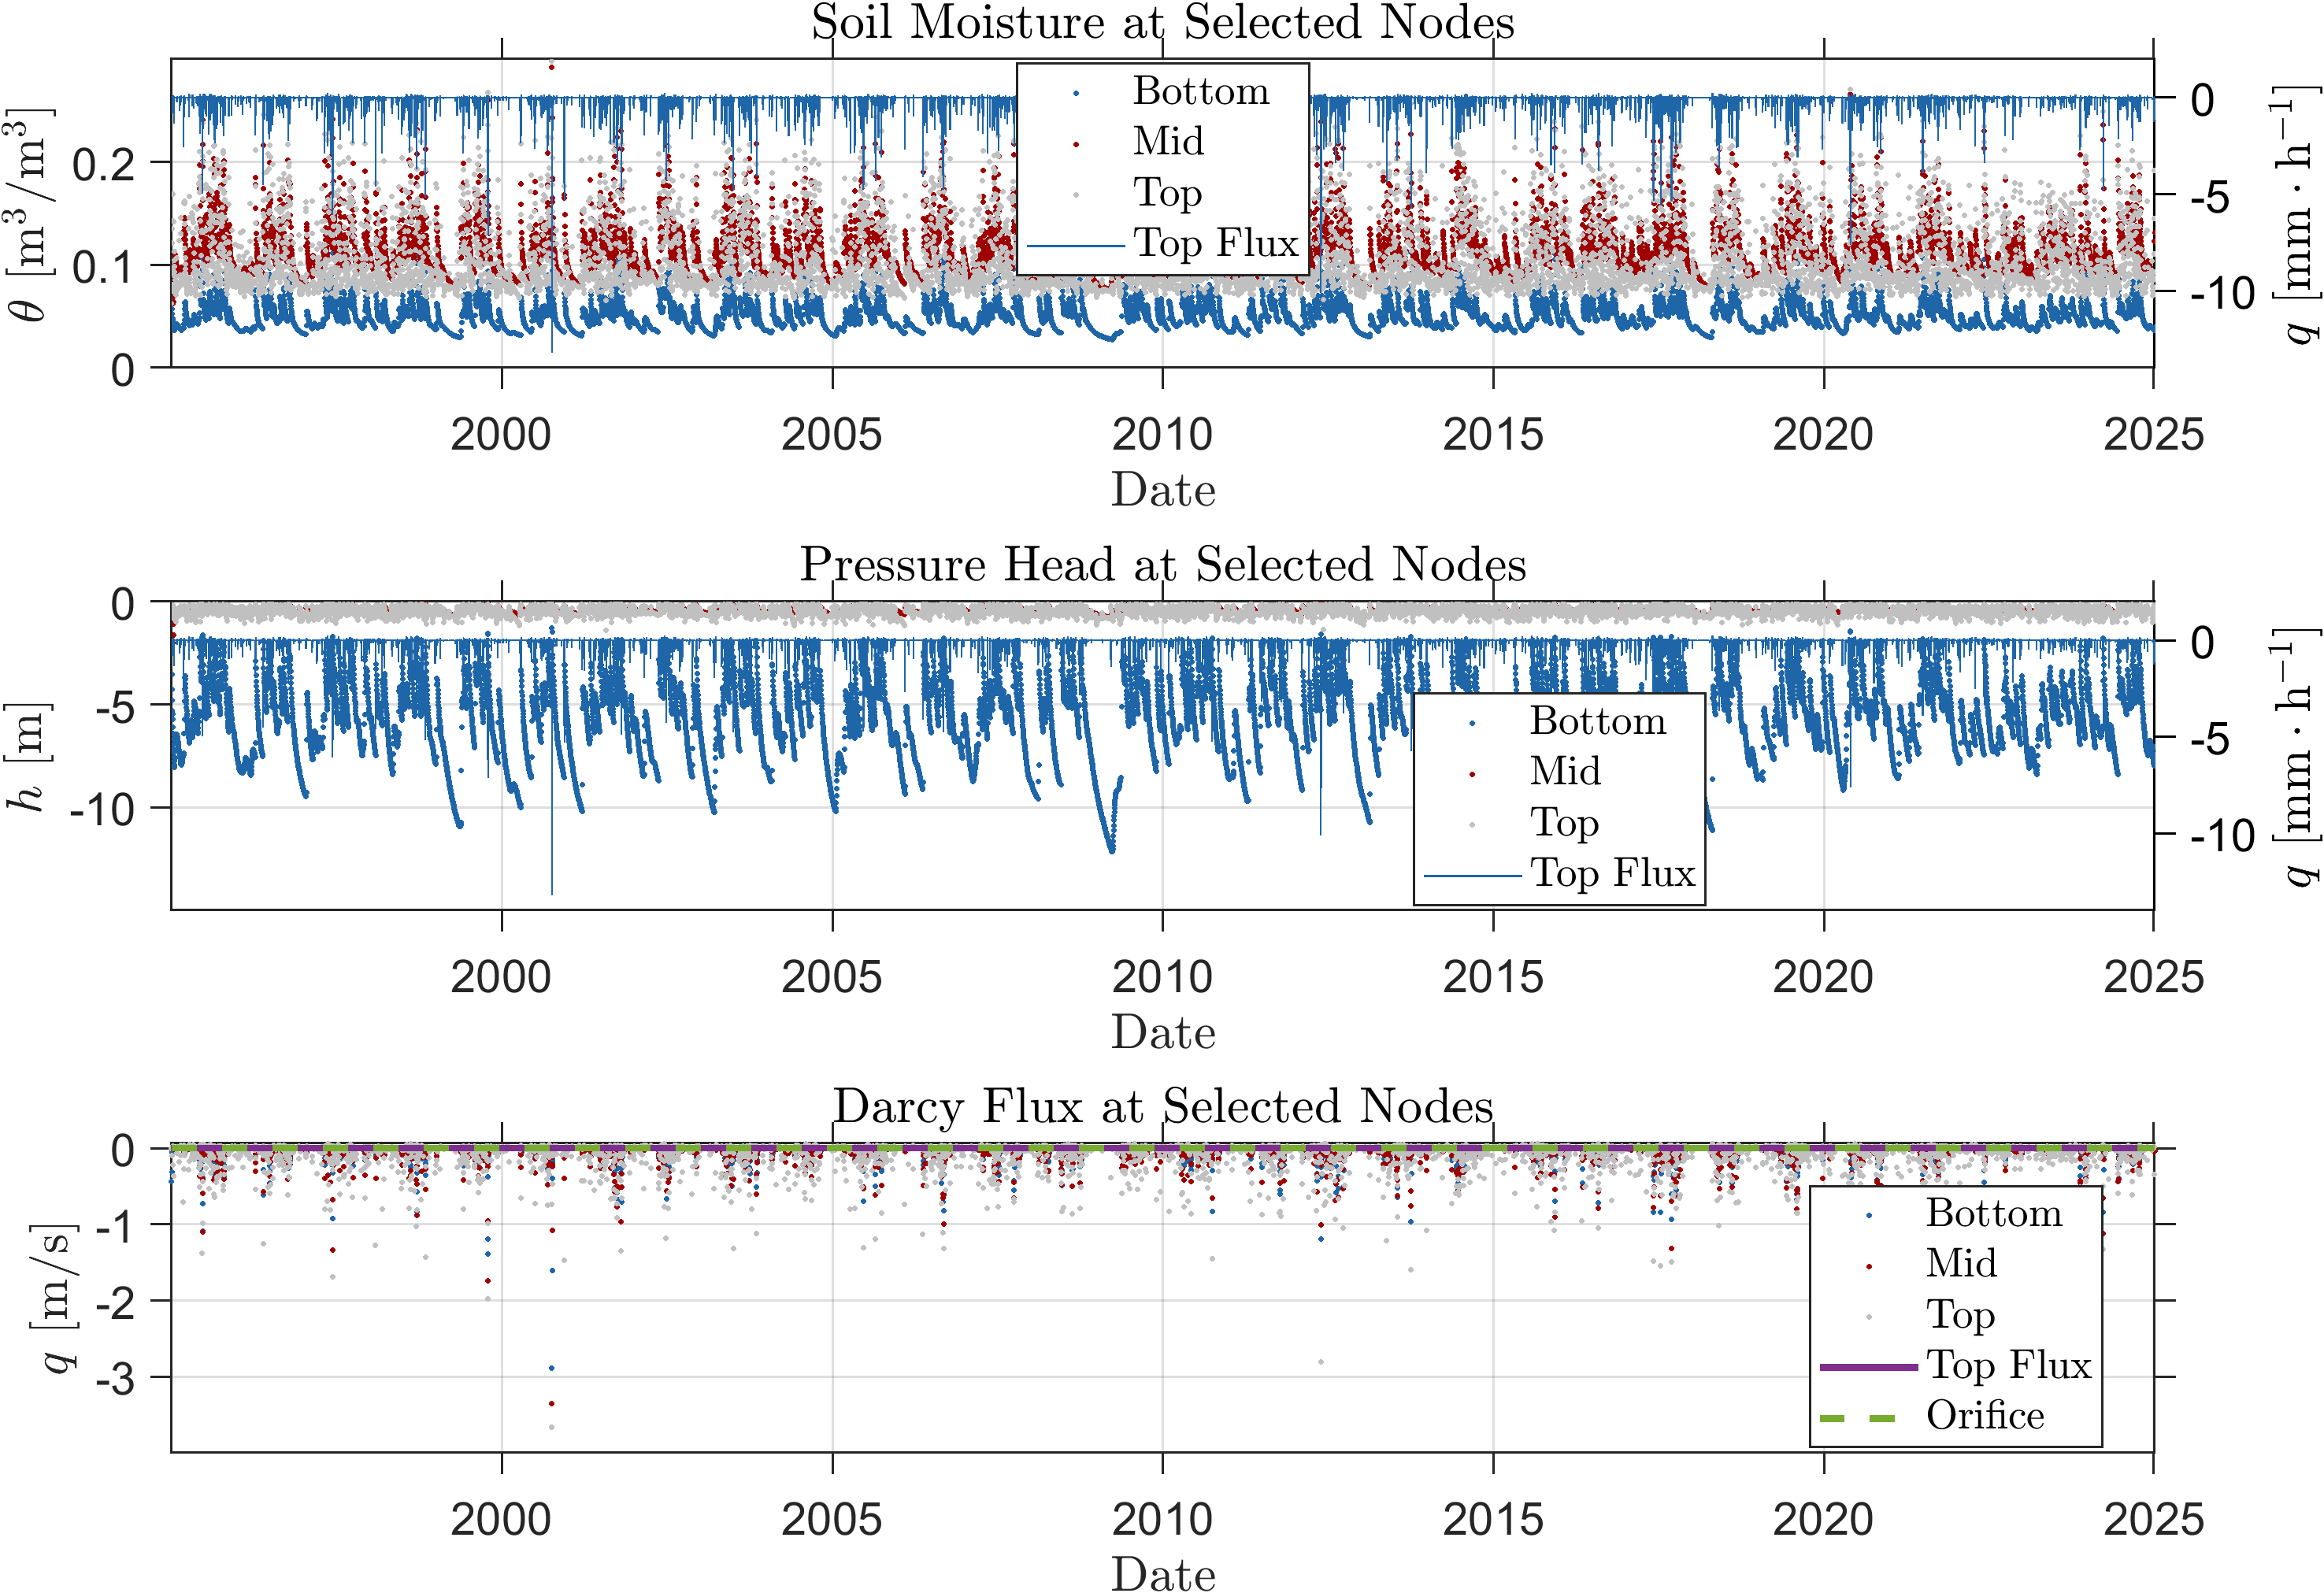 Soil Moisture at Selected Nodes
θ [m³/m³]
0.2
0.1
0
Bottom
Mid
Top
Top Flux
0
-5
-10
q [mm · h⁻¹]
2000 2005 2010 2015 2020 2025
Date
Pressure Head at Selected Nodes
h [m]
0
-5
-10
Bottom
Mid
Top
Top Flux
0
-5
-10
q [mm · h⁻¹]
2000 2005 2010 2015 2020 2025
Date
Darcy Flux at Selected Nodes
q [m/s]
0
-1
-2
-3
Bottom
Mid
Top
Top Flux
Orifice
2000 2005 2010 2015 2020 2025
Date